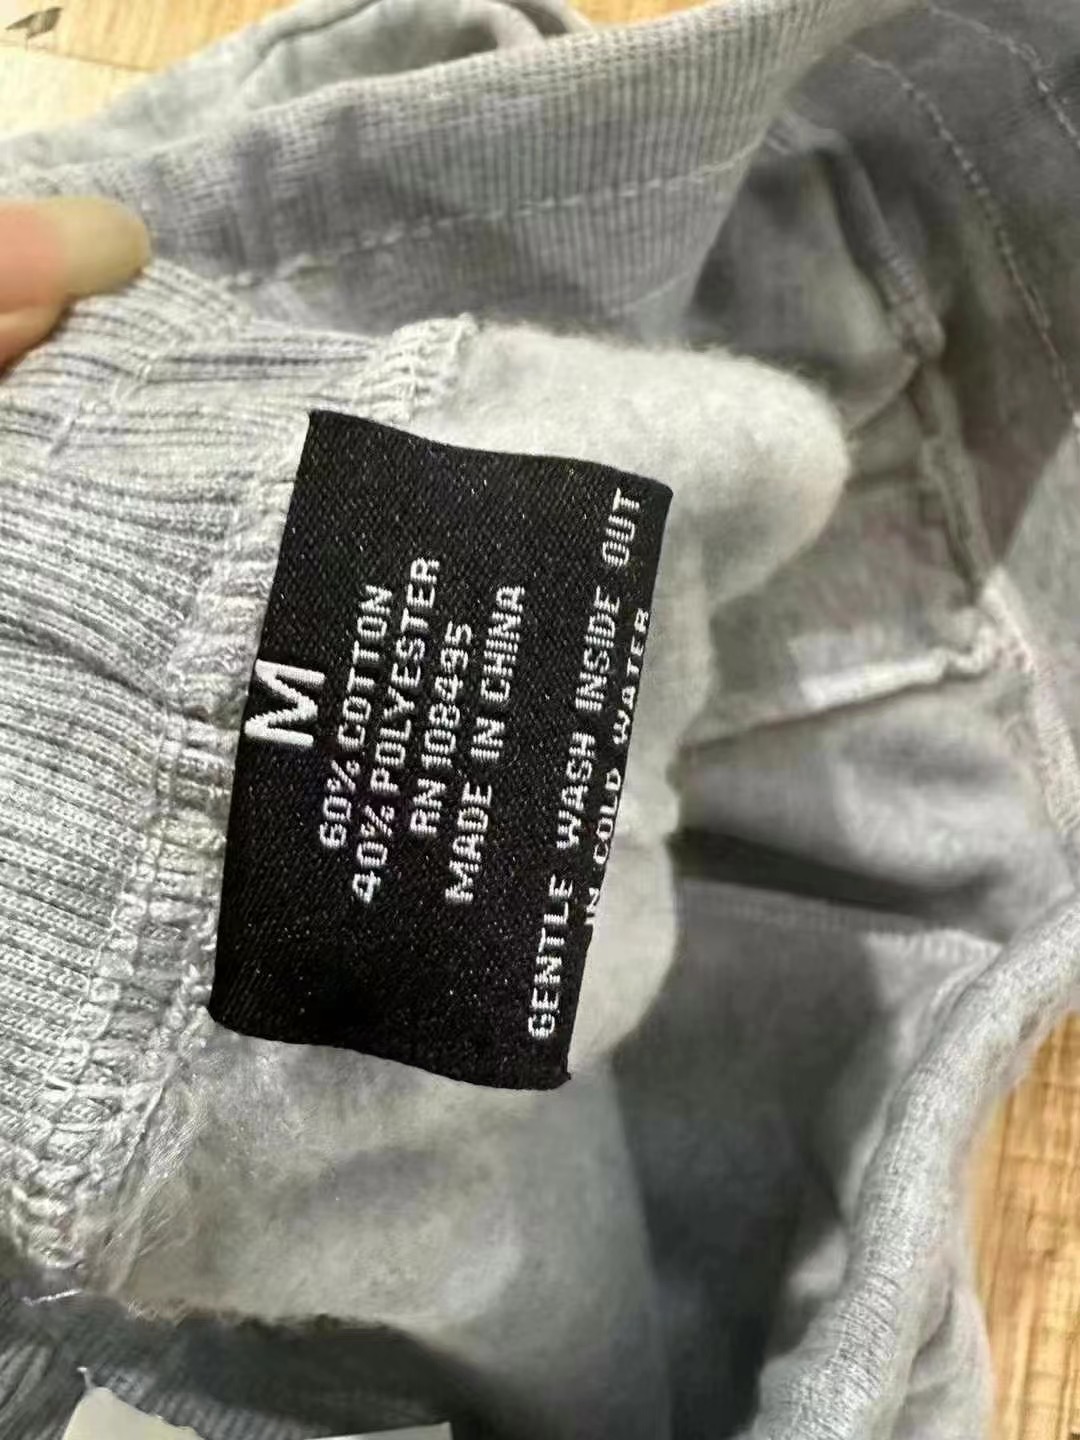 M
60% COTTON
40% POLYESTER
RN 108495
MADE IN CHINA
GENTLE WASH INSIDE OUT
IN COLD WATER